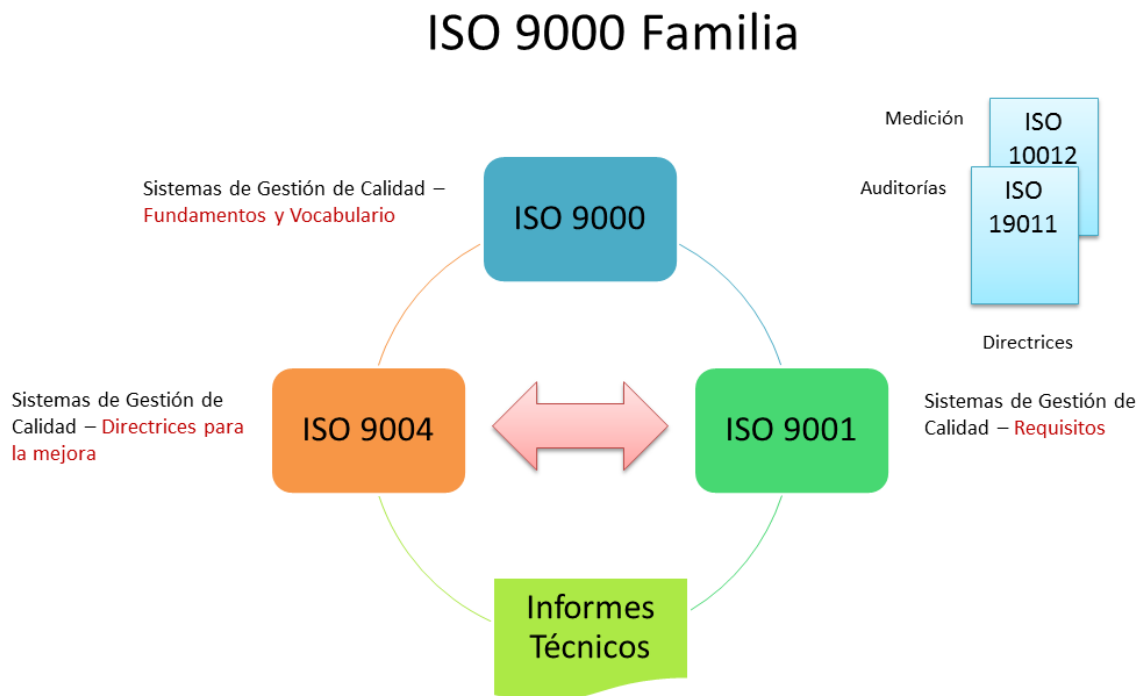 ISO 9000 Familia
Medición
ISO
10012
Auditorías
ISO
19011
Directrices
Sistemas de Gestión de Calidad –
Fundamentos y Vocabulario
ISO 9000
Sistemas de Gestión de
Calidad – Directrices para
la mejora
ISO 9004
ISO 9001
Sistemas de Gestión de
Calidad – Requisitos
Informes
Técnicos